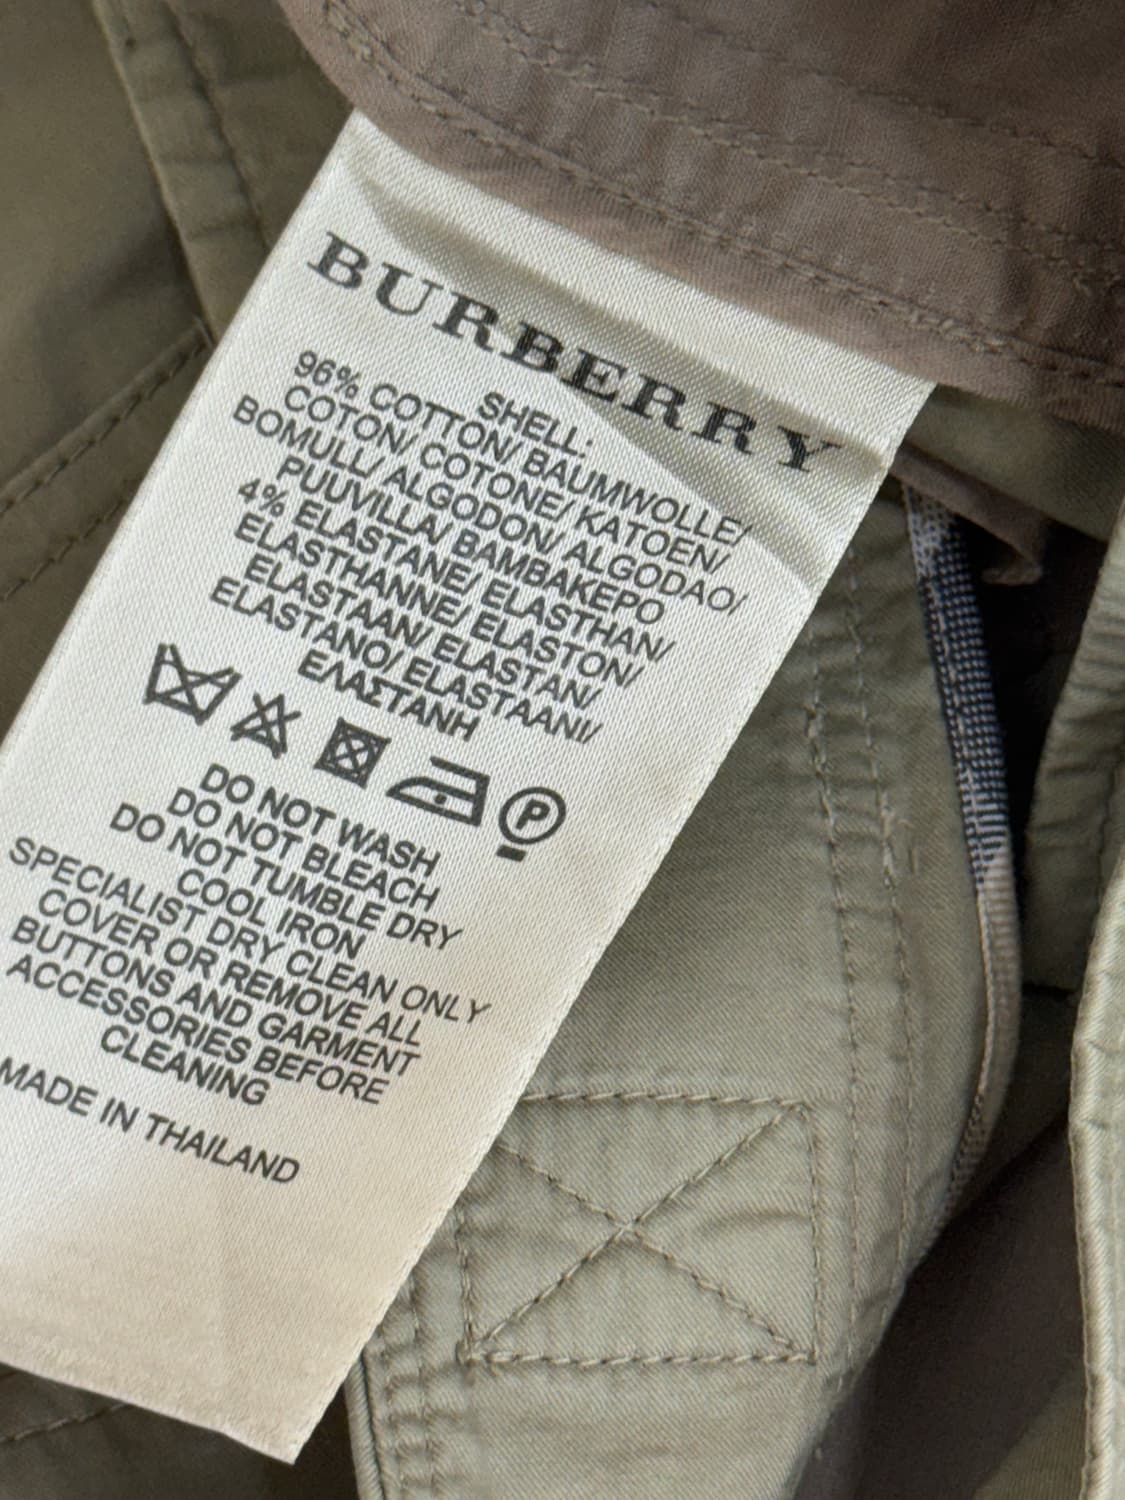 BURBERRY
SHELL:
96% COTTON/ BAUMWOLLE/
COTON/ COTONE/ KATOEN/
BOMULL/ ALGODON/ ALGODAO/
PUUVILLA/ BAMBAKEPO
4% ELASTANE/ ELASTHAN/
ELASTHANNE/ ELASTON/
ELASTAAN/ ELASTAN/
ELASTANO/ ELASTAANI/
ΕΛΑΣΤΑΝΗ
P
DO NOT WASH
DO NOT BLEACH
DO NOT TUMBLE DRY
COOL IRON
SPECIALIST DRY CLEAN ONLY
COVER OR REMOVE ALL
BUTTONS AND GARMENT
ACCESSORIES BEFORE
CLEANING
MADE IN THAILAND